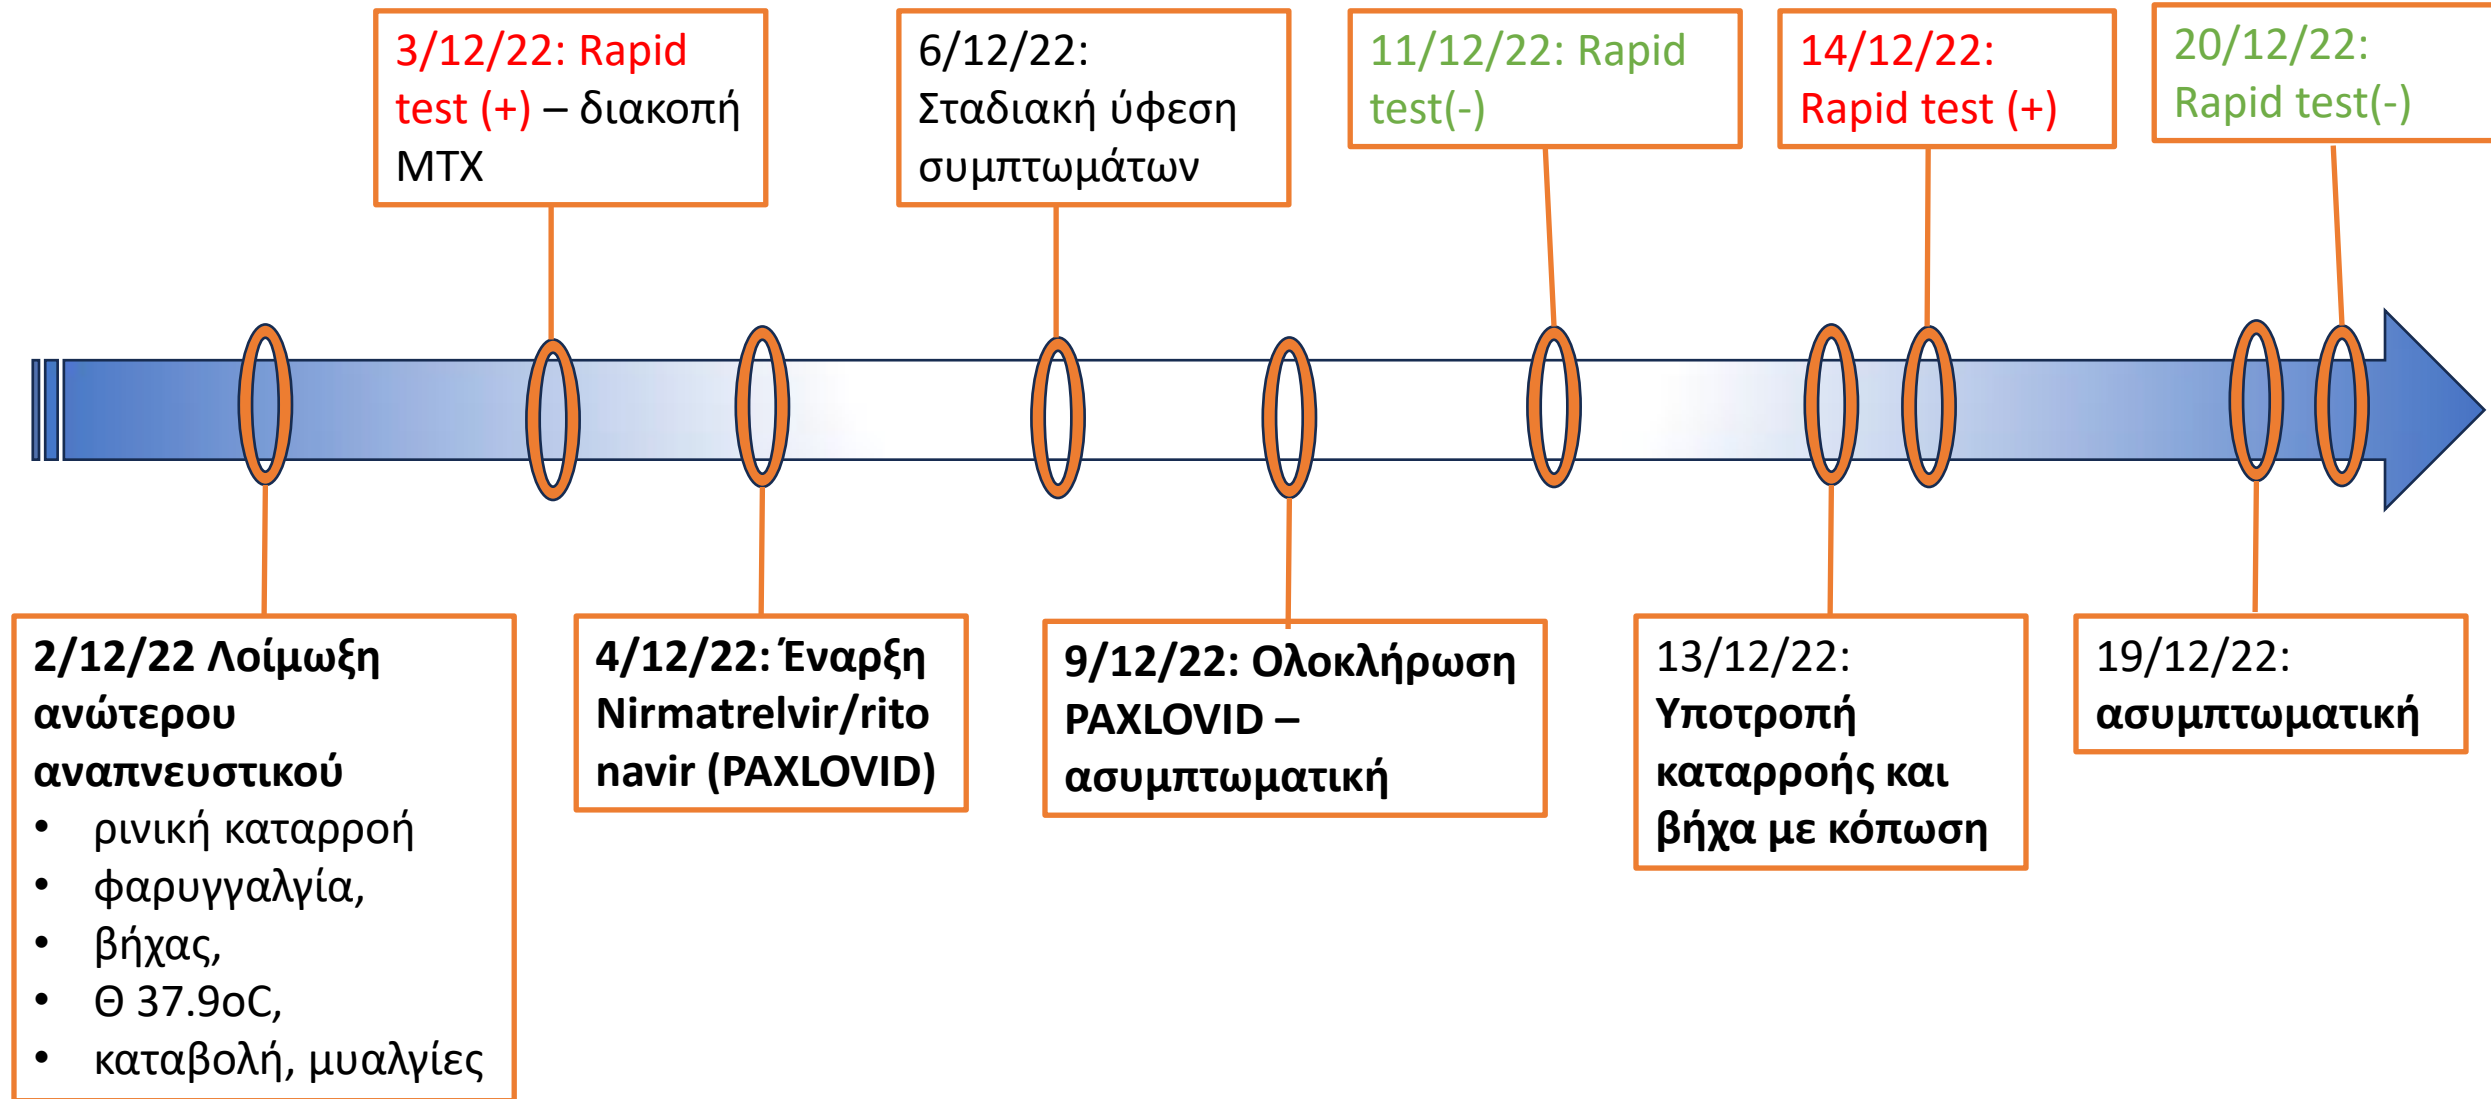 3/12/22: Rapid
test (+) – διακοπή
MTX
6/12/22:
Σταδιακή ύφεση
συμπτωμάτων
11/12/22: Rapid
test(-)
14/12/22:
Rapid test (+)
20/12/22:
Rapid test(-)
2/12/22 Λοίμωξη
ανώτερου
αναπνευστικού
• ρινική καταρροή
• φαρυγγαλγία,
• βήχας,
• Θ 37.9οC,
• καταβολή, μυαλγίες
4/12/22: Έναρξη
Nirmatrelvir/rito
navir (PAXLOVID)
9/12/22: Ολοκλήρωση
PAXLOVID –
ασυμπτωματική
13/12/22:
Υποτροπή
καταρροής και
βήχα με κόπωση
19/12/22:
ασυμπτωματική